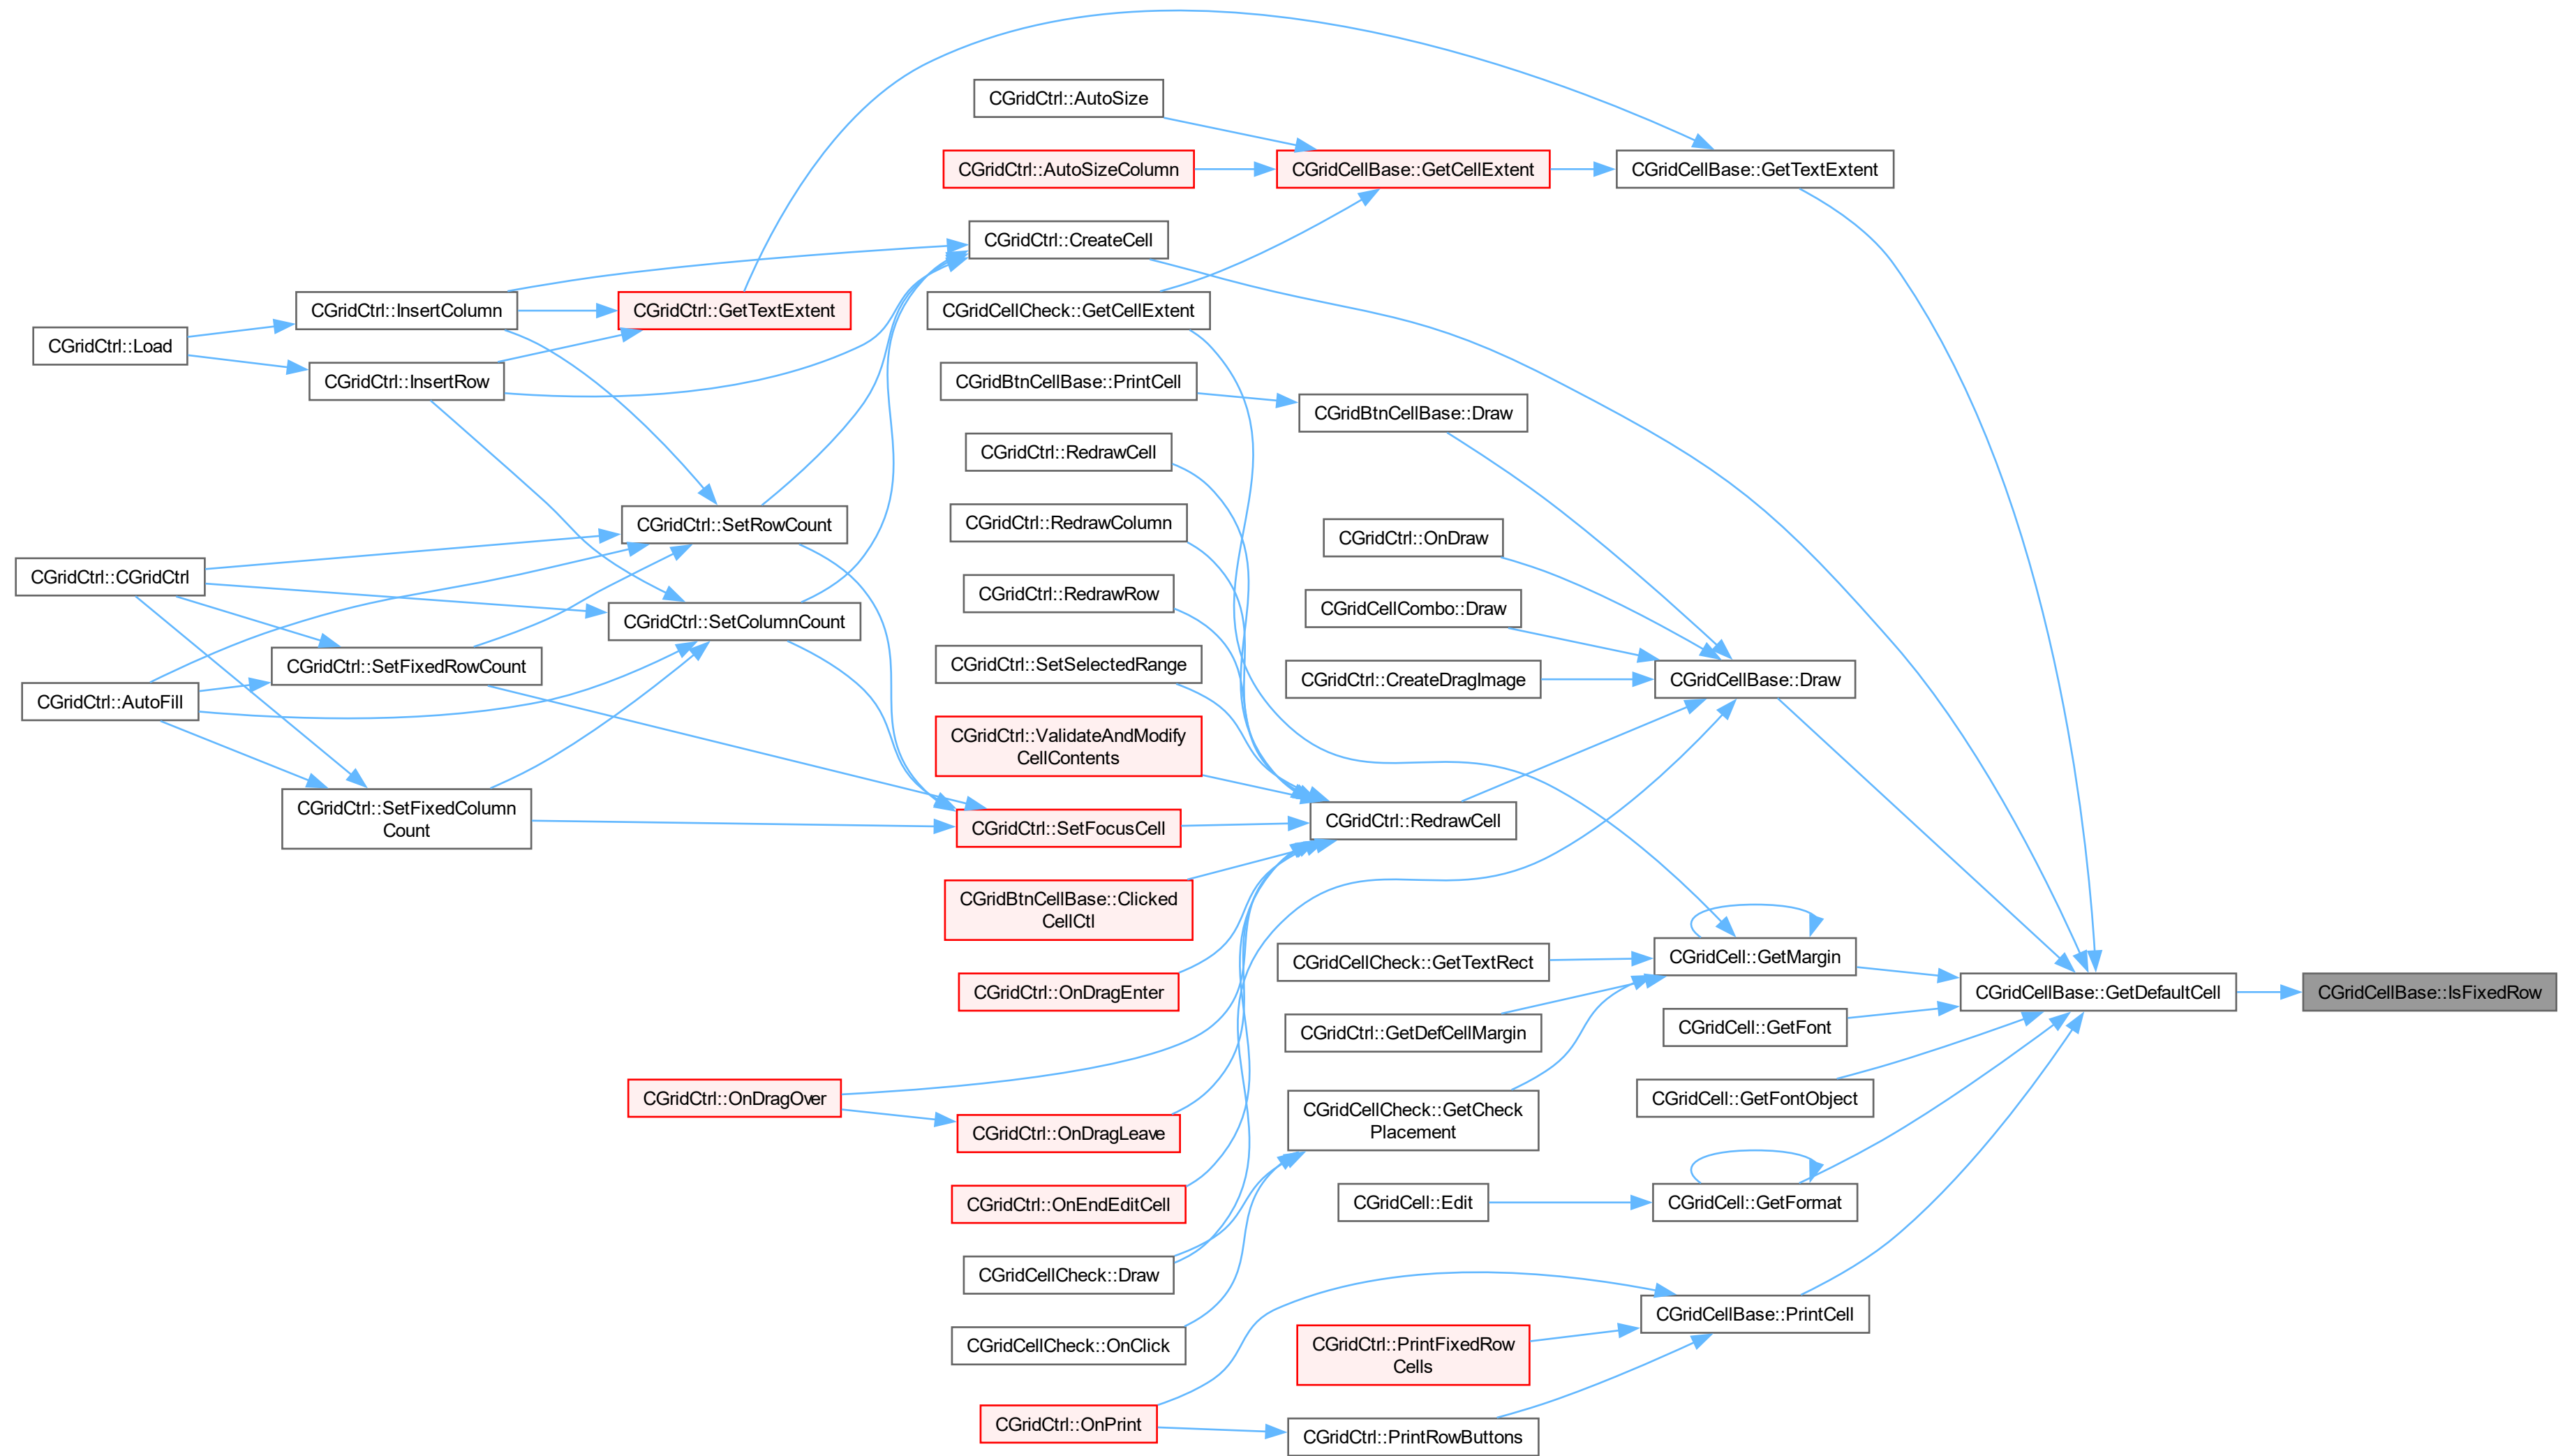 CGridCtrl::AutoSize
CGridCtrl::AutoSizeColumn
CGridCellBase::GetCellExtent
CGridCellBase::GetTextExtent
CGridCtrl::CreateCell
CGridCtrl::InsertColumn
CGridCtrl::GetTextExtent
CGridCellCheck::GetCellExtent
CGridCtrl::Load
CGridCtrl::InsertRow
CGridBtnCellBase::PrintCell
CGridBtnCellBase::Draw
CGridCtrl::RedrawCell
CGridCtrl::SetRowCount
CGridCtrl::RedrawColumn
CGridCtrl::OnDraw
CGridCtrl::CGridCtrl
CGridCtrl::RedrawRow
CGridCellCombo::Draw
CGridCtrl::SetColumnCount
CGridCtrl::SetFixedRowCount
CGridCtrl::SetSelectedRange
CGridCtrl::CreateDragImage
CGridCellBase::Draw
CGridCtrl::AutoFill
CGridCtrl::ValidateAndModify
CellContents
CGridCtrl::SetFixedColumn
Count
CGridCtrl::SetFocusCell
CGridCtrl::RedrawCell
CGridBtnCellBase::Clicked
CellCtl
CGridCellCheck::GetTextRect
CGridCell::GetMargin
CGridCtrl::OnDragEnter
CGridCellBase::GetDefaultCell
CGridCellBase::IsFixedRow
CGridCtrl::GetDefCellMargin
CGridCell::GetFont
CGridCtrl::OnDragOver
CGridCell::GetFontObject
CGridCellCheck::GetCheck
Placement
CGridCtrl::OnDragLeave
CGridCtrl::OnEndEditCell
CGridCell::Edit
CGridCell::GetFormat
CGridCellCheck::Draw
CGridCellBase::PrintCell
CGridCellCheck::OnClick
CGridCtrl::PrintFixedRow
Cells
CGridCtrl::OnPrint
CGridCtrl::PrintRowButtons